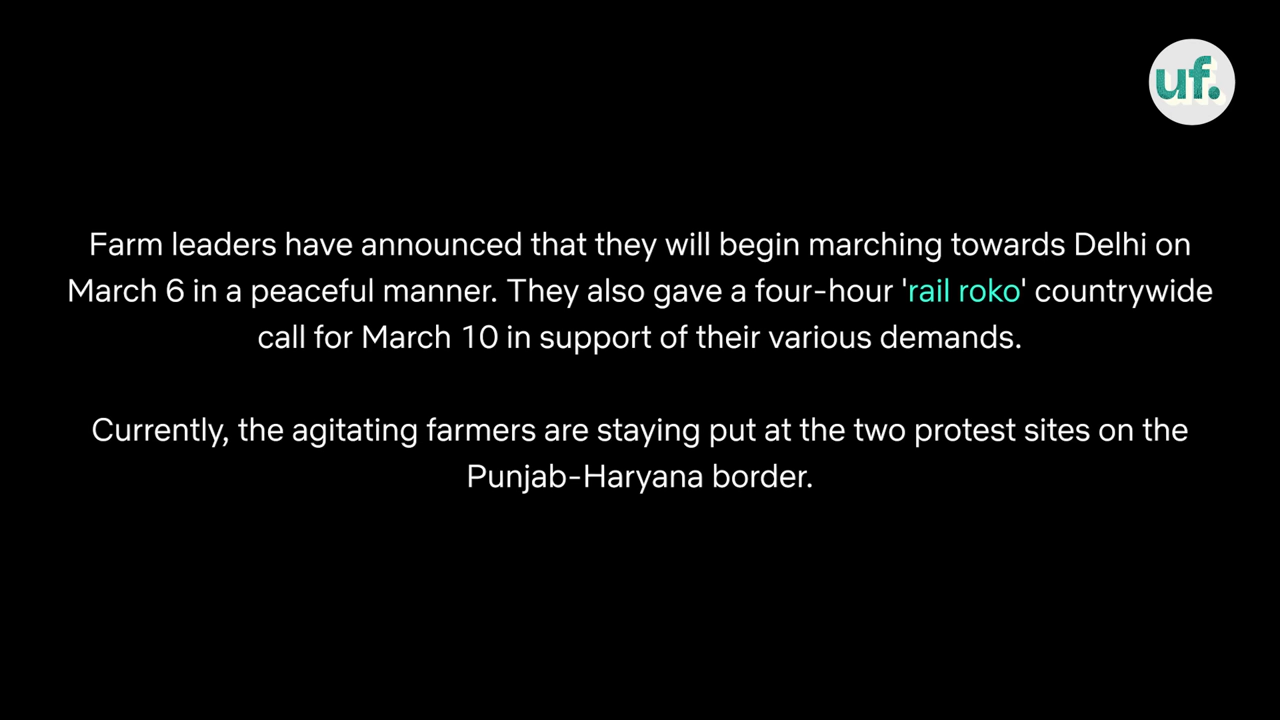 uf.
Farm leaders have announced that they will begin marching towards Delhi on
March 6 in a peaceful manner. They also gave a four-hour 'rail roko' countrywide
call for March 10 in support of their various demands.
Currently, the agitating farmers are staying put at the two protest sites on the
Punjab-Haryana border.